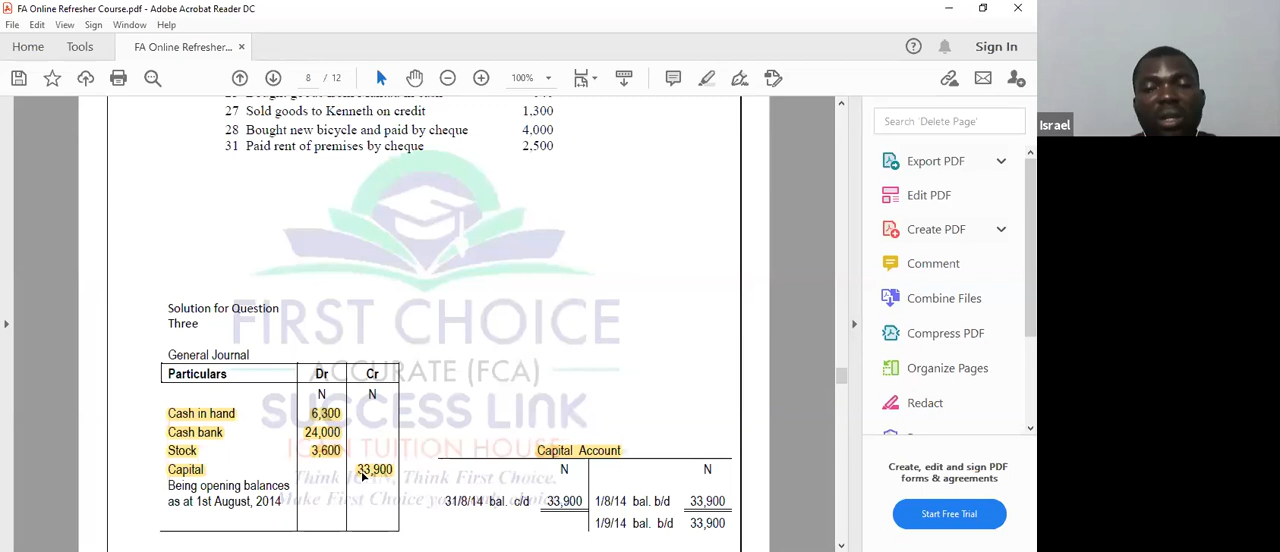 FA Online Refresher Course.pdf - Adobe Acrobat Reader DC
File Edit View Sign Window Help
Home Tools FA Online Refresher... Sign In
8 / 12 100%
27 Sold goods to Kenneth on credit 1,300
28 Bought new bicycle and paid by cheque 4,000
31 Paid rent of premises by cheque 2,500
Solution for Question
Three
FIRST CHOICE
ACCURATE (FCA)
SUCCESS LINK
ICAN TUITION HOUSE
Think First Choice.
Make First Choice
General Journal
Particulars Dr Cr
N N
Cash in hand 6,300
Cash bank 24,000
Stock 3,600
Capital 33,900
Being opening balances
as at 1st August, 2014
Capital Account
N N
31/8/14 bal. c/d 33,900 1/8/14 bal. b/d 33,900
1/9/14 bal. b/d 33,900
Search 'Delete Page'
Export PDF
Edit PDF
Create PDF
Comment
Combine Files
Compress PDF
Organize Pages
Redact
Create, edit and sign PDF
forms & agreements
Start Free Trial
Israel